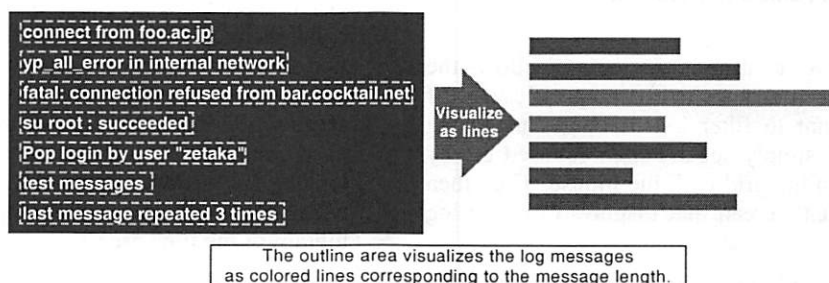 connect from foo.ac.jp
yp_all_error in internal network
fatal: connection refused from bar.cocktail.net
su root : succeeded
Pop login by user "zetaka"
test messages
last message repeated 3 times
Visualize
as lines
The outline area visualizes the log messages
as colored lines corresponding to the message length.